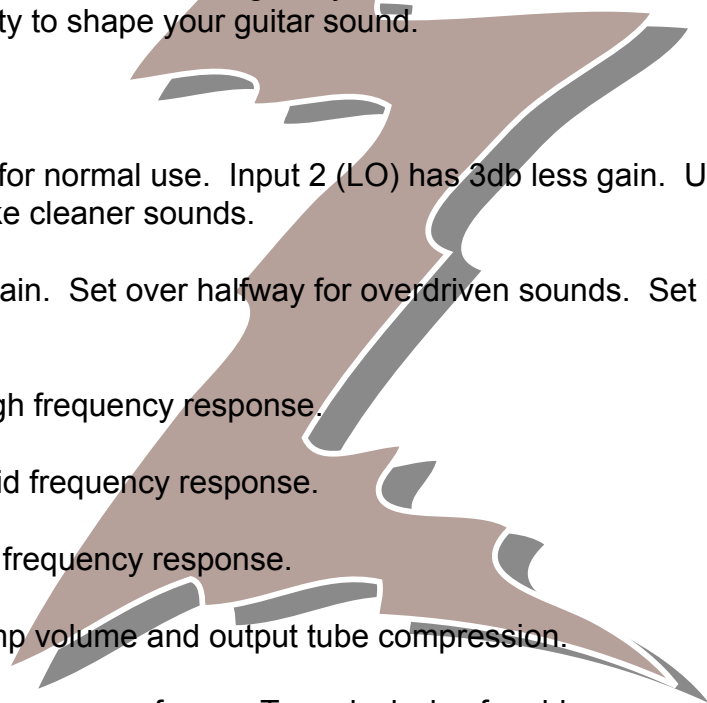 ty to shape your guitar sound.
for normal use.  Input 2 (LO) has 3db less gain.  U
ke cleaner sounds.
ain.  Set over halfway for overdriven sounds.  Set
gh frequency response.
id frequency response.
frequency response.
mp volume and output tube compression.